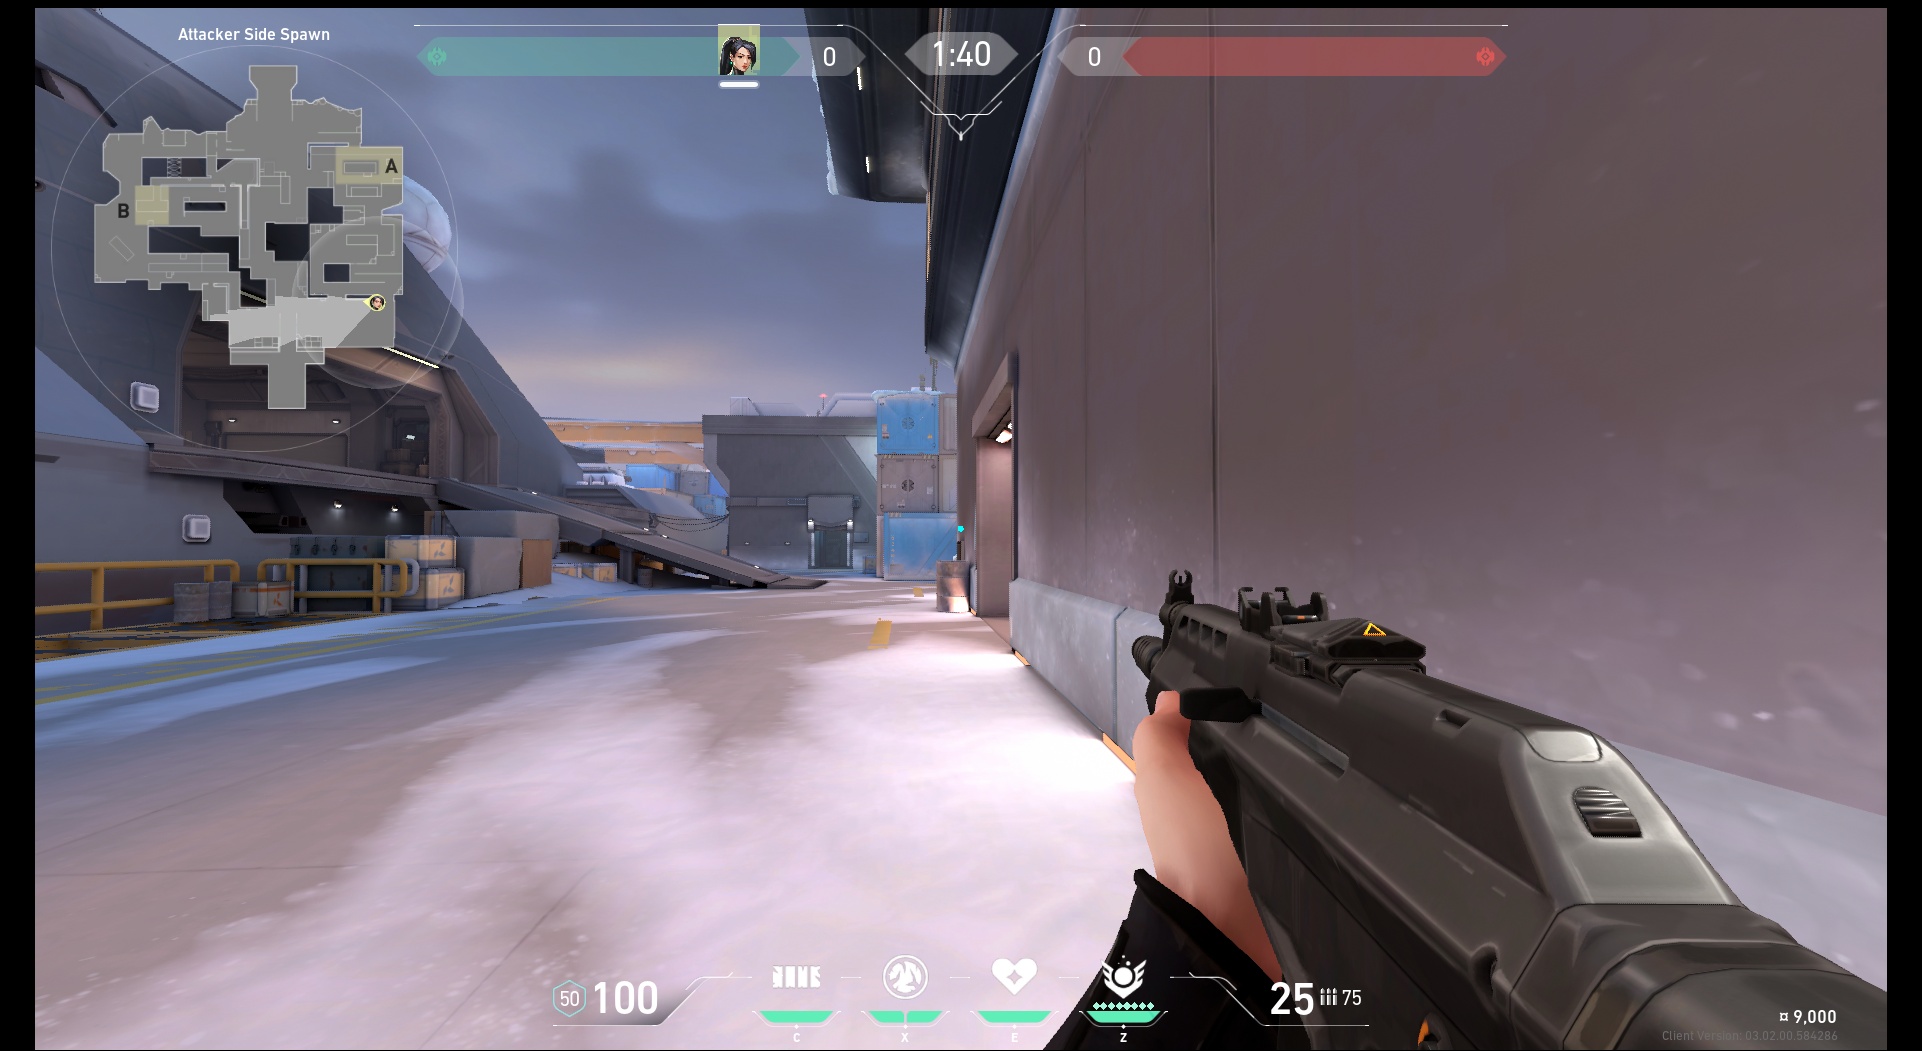 Attacker Side Spawn
0
1:40
0
A
B
50
100
25
75
C
X
E
Z
¤ 9,000
Client Version: 03.02.00.584286